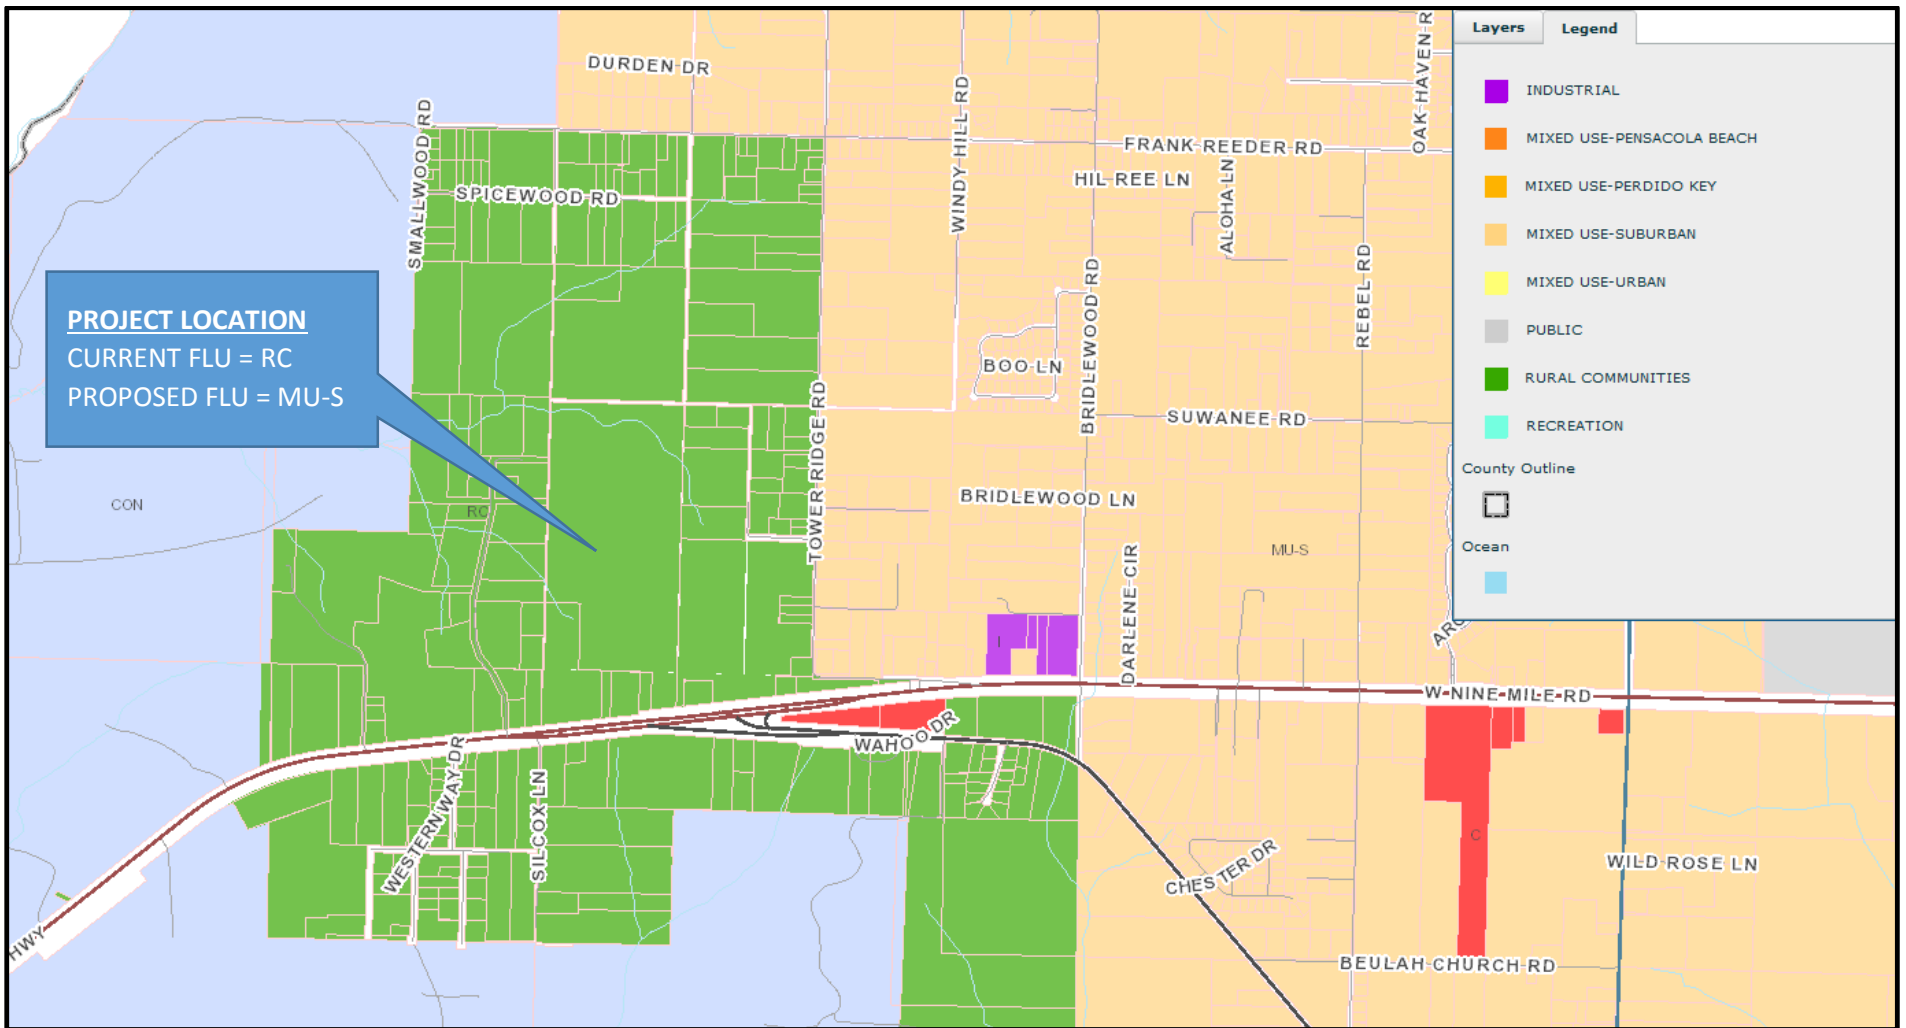 Layers
Legend
INDUSTRIAL
MIXED USE-PENSACOLA BEACH
MIXED USE-PERDIDO KEY
MIXED USE-SUBURBAN
MIXED USE-URBAN
PUBLIC
RURAL COMMUNITIES
RECREATION
County Outline
Ocean
DURDEN DR
SMALLWOOD RD
SPICEWOOD RD
WINDY HILL RD
FRANK REEDER RD
OAK HAVEN R
HIL REE LN
ALOHA LN
PROJECT LOCATION
CURRENT FLU = RC
PROPOSED FLU = MU-S
BRIDLEWOOD RD
REBEL RD
BOO LN
TOWER RIDGE RD
SUWANEE RD
CON
RC
BRIDLEWOOD LN
MU-S
DARLENE CIR
I
ARC
W NINE MILE RD
WAHOO DR
WESTERN WAY DR
SILCOX LN
C
CHESTER DR
WILD ROSE LN
HWY
BEULAH CHURCH RD